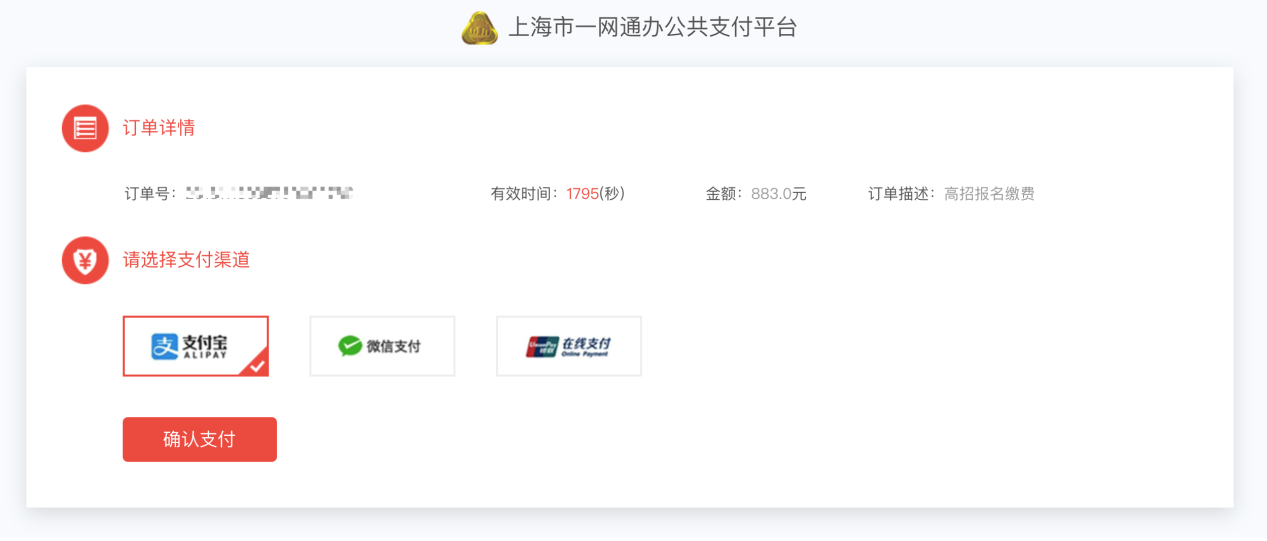 上海市一网通办公共支付平台
订单详情
订单号：
有效时间：1795(秒)
金额：883.0元
订单描述：高招报名缴费
请选择支付渠道
支付宝
ALIPAY
微信支付
UnionPay
银联
在线支付
Online Payment
确认支付